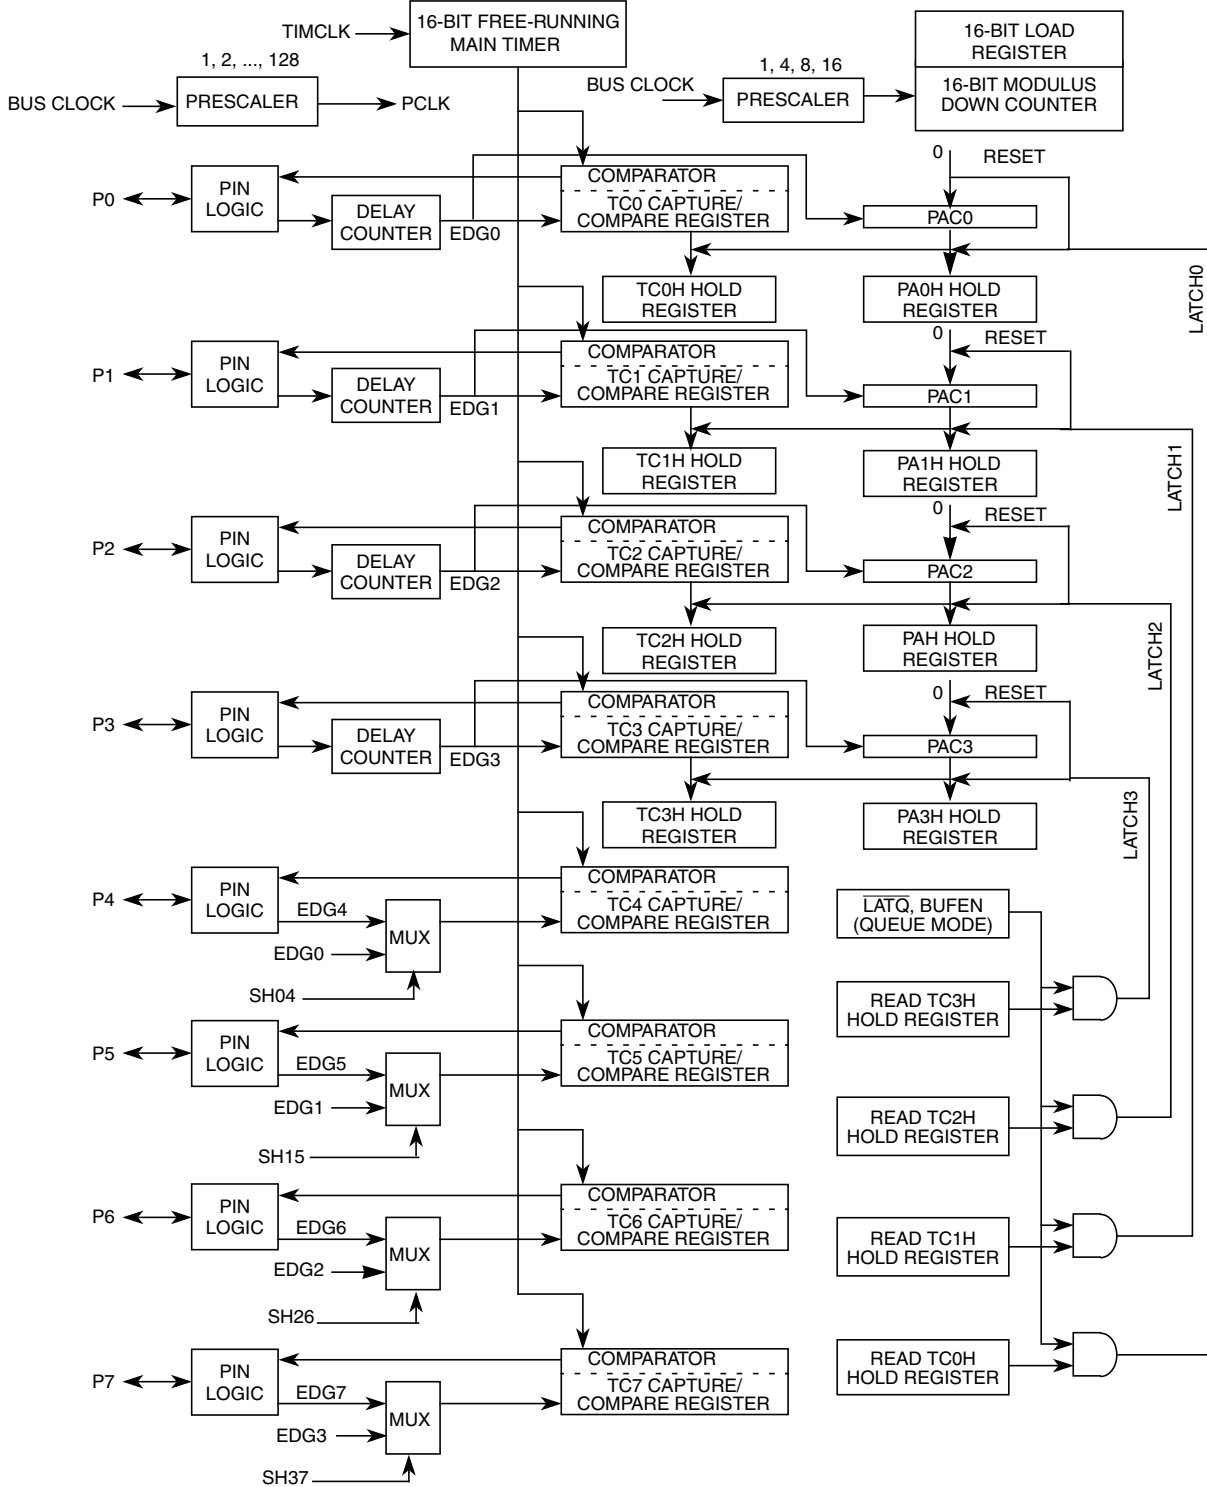 TIMCLK
16-BIT FREE-RUNNING
MAIN TIMER
16-BIT LOAD
REGISTER
16-BIT MODULUS
DOWN COUNTER
1, 2, ..., 128
BUS CLOCK
PRESCALER
PCLK
1, 4, 8, 16
BUS CLOCK
PRESCALER
0
RESET
P0
PIN
LOGIC
DELAY
COUNTER
EDG0
COMPARATOR
TC0 CAPTURE/
COMPARE REGISTER
PAC0
TC0H HOLD
REGISTER
PA0H HOLD
REGISTER
LATCH0
0
RESET
P1
PIN
LOGIC
DELAY
COUNTER
EDG1
COMPARATOR
TC1 CAPTURE/
COMPARE REGISTER
PAC1
TC1H HOLD
REGISTER
PA1H HOLD
REGISTER
LATCH1
0
RESET
P2
PIN
LOGIC
DELAY
COUNTER
EDG2
COMPARATOR
TC2 CAPTURE/
COMPARE REGISTER
PAC2
TC2H HOLD
REGISTER
PAH HOLD
REGISTER
LATCH2
0
RESET
P3
PIN
LOGIC
DELAY
COUNTER
EDG3
COMPARATOR
TC3 CAPTURE/
COMPARE REGISTER
PAC3
TC3H HOLD
REGISTER
PA3H HOLD
REGISTER
LATCH3
P4
PIN
LOGIC
EDG4
EDG0
MUX
SH04
COMPARATOR
TC4 CAPTURE/
COMPARE REGISTER
LATQ, BUFEN
(QUEUE MODE)
READ TC3H
HOLD REGISTER
P5
PIN
LOGIC
EDG5
EDG1
MUX
SH15
COMPARATOR
TC5 CAPTURE/
COMPARE REGISTER
READ TC2H
HOLD REGISTER
P6
PIN
LOGIC
EDG6
EDG2
MUX
SH26
COMPARATOR
TC6 CAPTURE/
COMPARE REGISTER
READ TC1H
HOLD REGISTER
P7
PIN
LOGIC
EDG7
EDG3
MUX
SH37
COMPARATOR
TC7 CAPTURE/
COMPARE REGISTER
READ TC0H
HOLD REGISTER